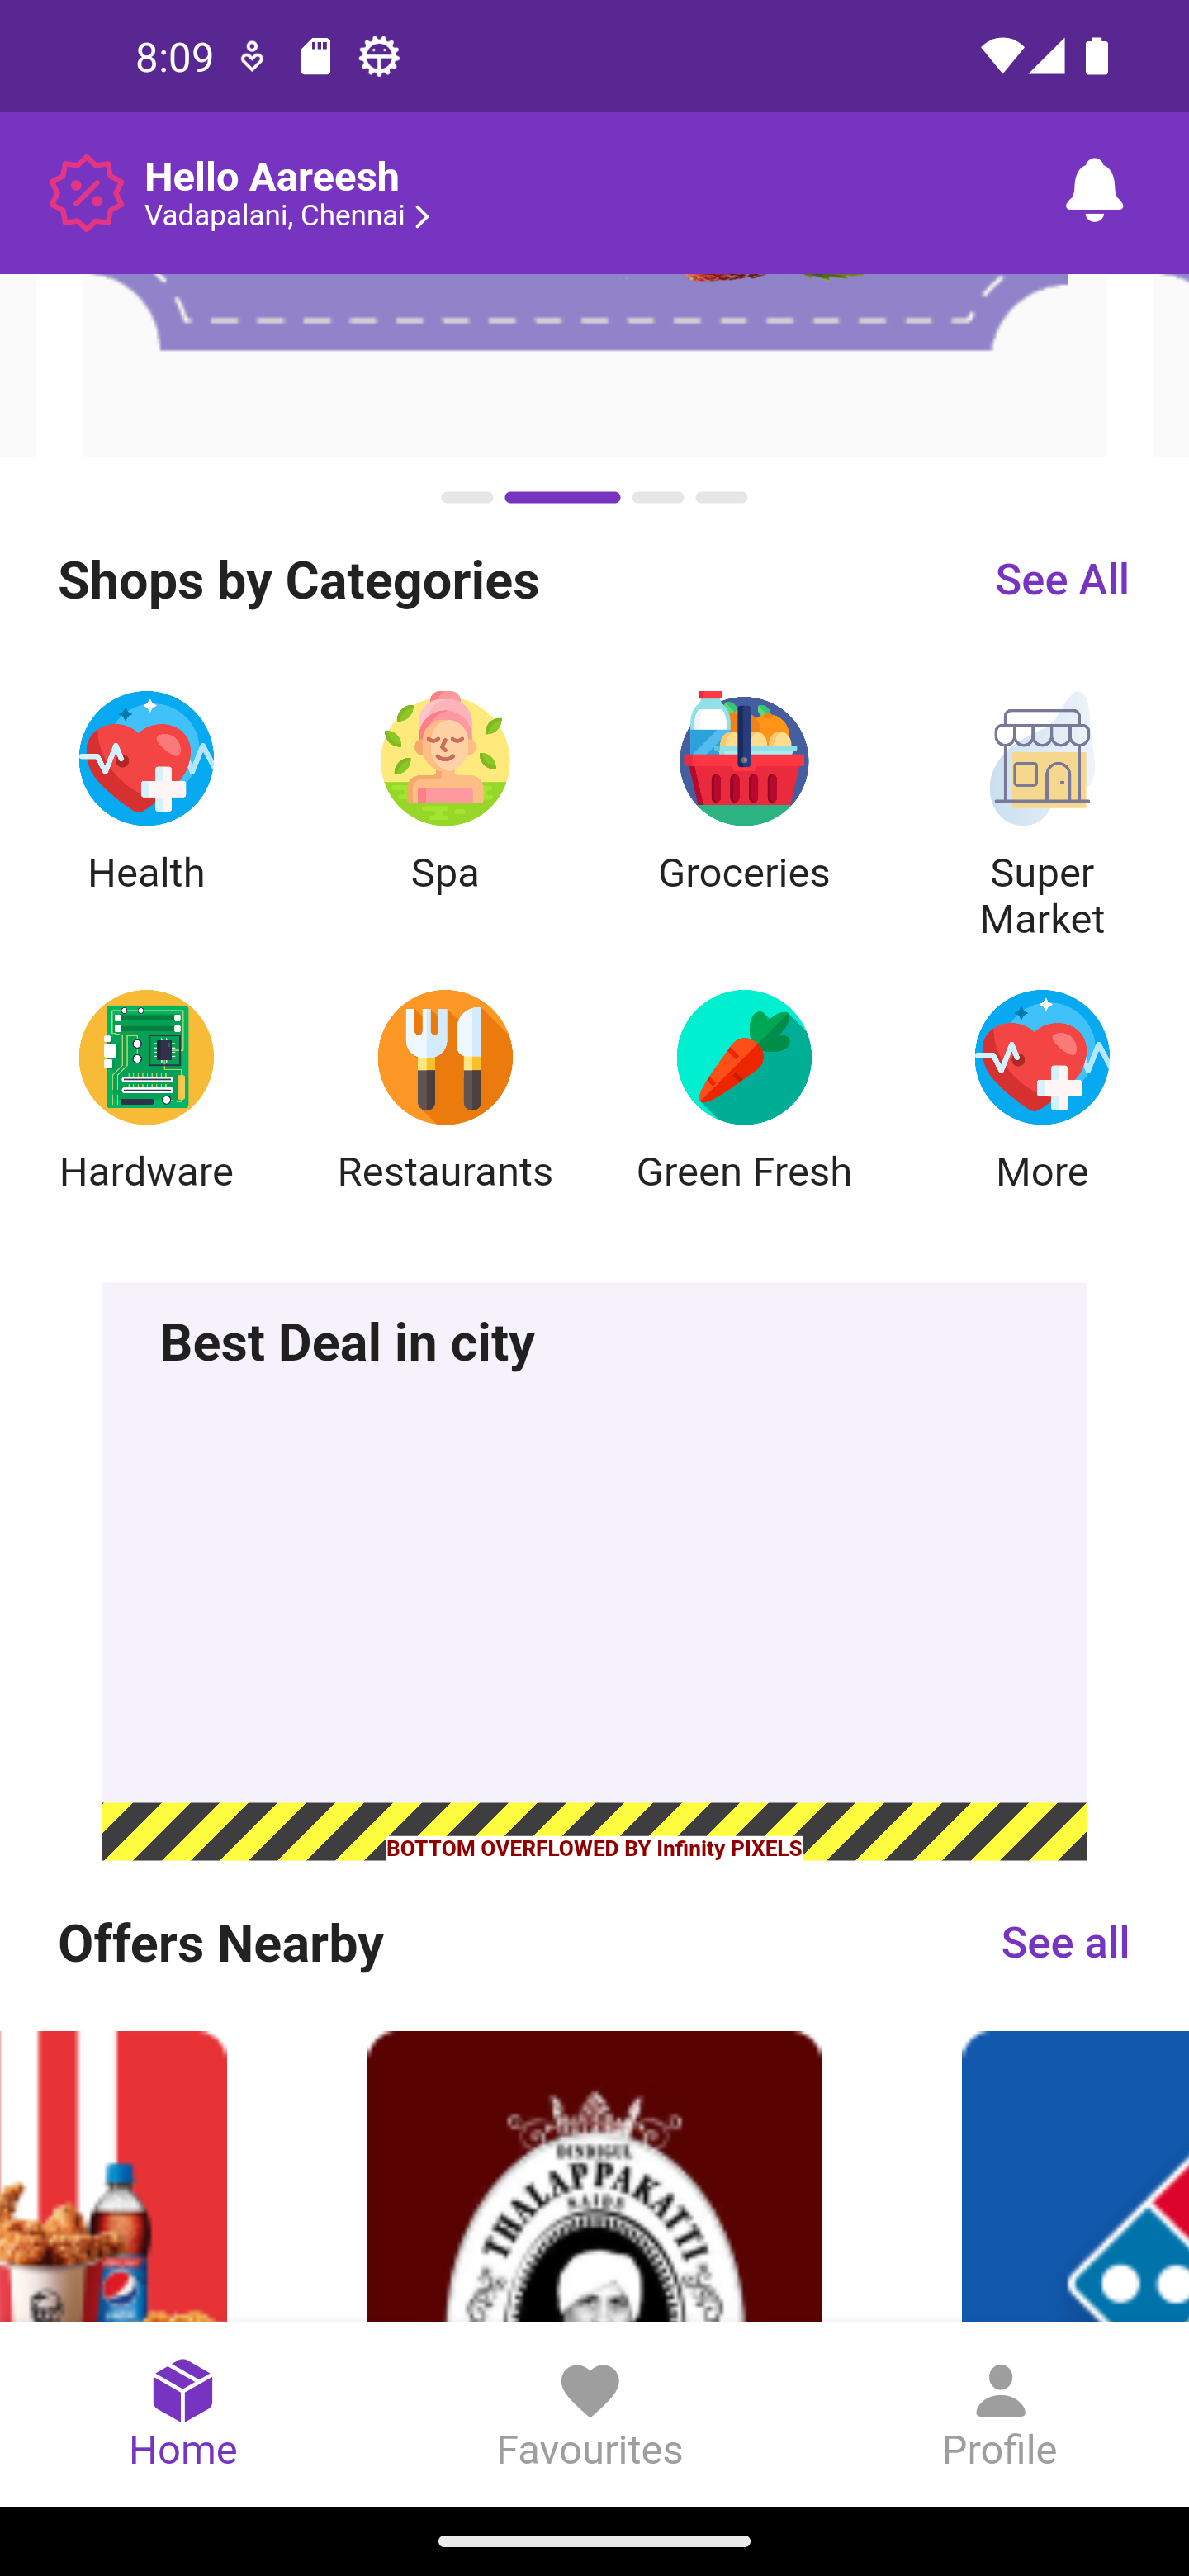 8:09
Hello Aareesh
Vadapalani, Chennai
Shops by Categories
See All
Health
Spa
Groceries
Super
Market
Hardware
Restaurants
Green Fresh
More
Best Deal in city
BOTTOM OVERFLOWED BY Infinity PIXELS
Offers Nearby
See all
DINDIGUL
THALAPPAKATTI
NAIDU
KFC
Home
Favourites
Profile